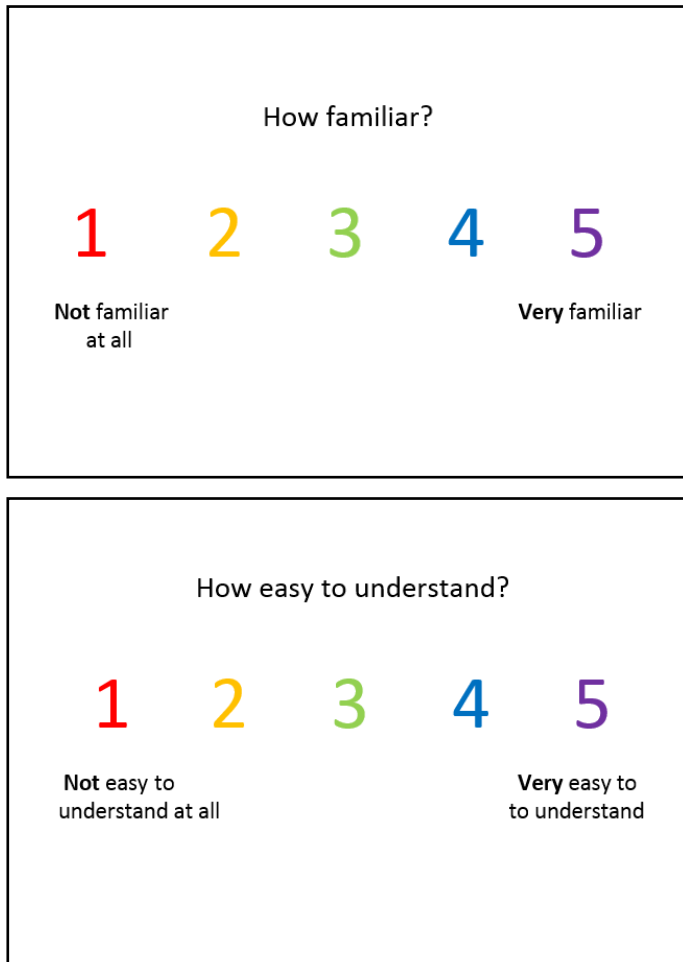 How familiar?
1 2 3 4 5
Not familiar
at all
Very familiar
How easy to understand?
1 2 3 4 5
Not easy to
understand at all
Very easy to
to understand